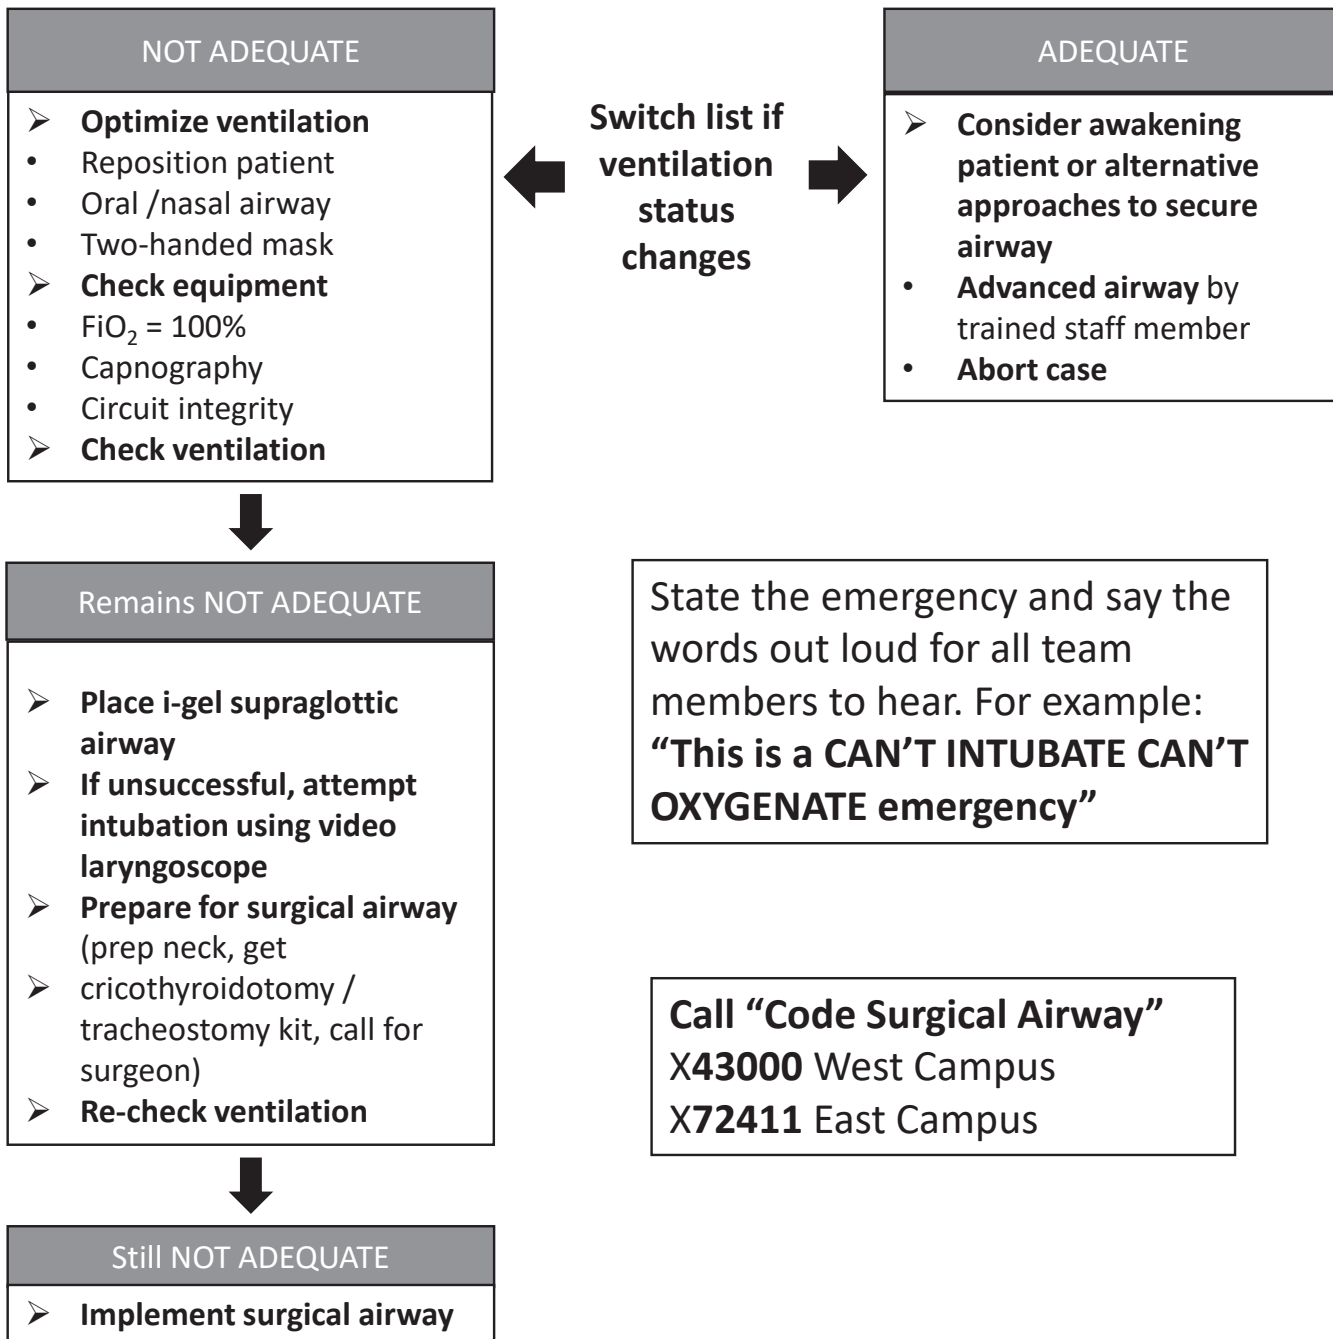 NOT ADEQUATE
➢ Optimize ventilation
• Reposition patient
• Oral /nasal airway
• Two-handed mask
➢ Check equipment
• FiO₂ = 100%
• Capnography
• Circuit integrity
➢ Check ventilation
Switch list if
ventilation
status
changes
ADEQUATE
➢ Consider awakening
patient or alternative
approaches to secure
airway
• Advanced airway by
trained staff member
• Abort case
Remains NOT ADEQUATE
➢ Place i-gel supraglottic
airway
➢ If unsuccessful, attempt
intubation using video
laryngoscope
➢ Prepare for surgical airway
(prep neck, get
➢ cricothyroidotomy /
tracheostomy kit, call for
surgeon)
➢ Re-check ventilation
State the emergency and say the
words out loud for all team
members to hear. For example:
“This is a CAN’T INTUBATE CAN’T
OXYGENATE emergency”
Call “Code Surgical Airway”
X43000 West Campus
X72411 East Campus
Still NOT ADEQUATE
➢ Implement surgical airway